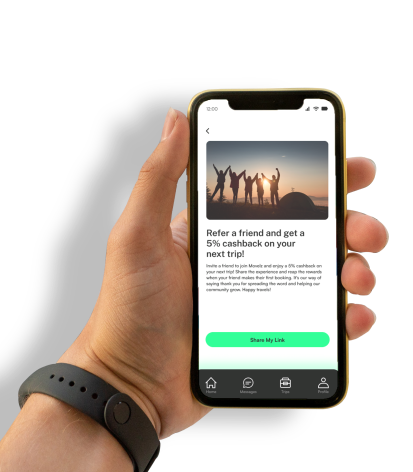 12:00
Refer a friend and get a
5% cashback on your
next trip!
Invite a friend to join Moovly and enjoy a 5% cashback on
your next trip! Share the experience and reap the rewards
when your friend makes their first booking. It's our way of
saying thank you for spreading the word and helping our
community grow. Happy travels!
Share My Link
Home Messages Trips Profile